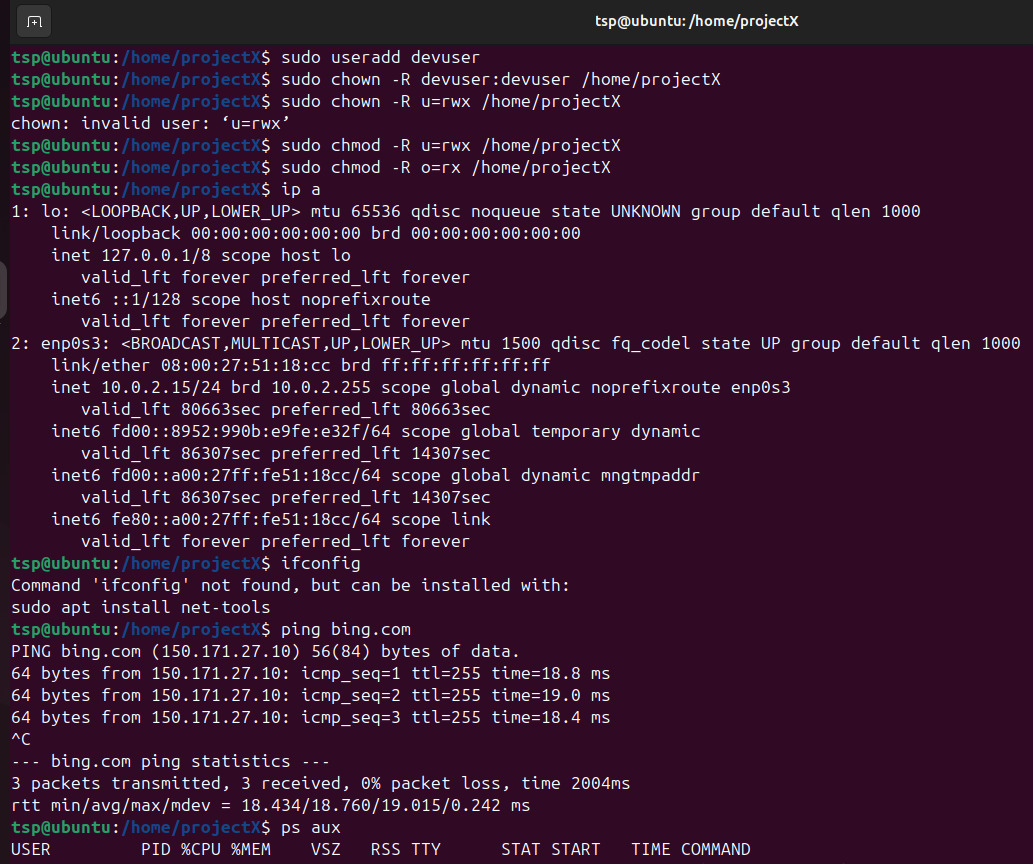 tsp@ubuntu: /home/projectX
tsp@ubuntu:/home/projectX$ sudo useradd devuser
tsp@ubuntu:/home/projectX$ sudo chown -R devuser:devuser /home/projectX
tsp@ubuntu:/home/projectX$ sudo chown -R u=rwx /home/projectX
chown: invalid user: ‘u=rwx’
tsp@ubuntu:/home/projectX$ sudo chmod -R u=rwx /home/projectX
tsp@ubuntu:/home/projectX$ sudo chmod -R o=rx /home/projectX
tsp@ubuntu:/home/projectX$ ip a
1: lo: <LOOPBACK,UP,LOWER_UP> mtu 65536 qdisc noqueue state UNKNOWN group default qlen 1000
    link/loopback 00:00:00:00:00:00 brd 00:00:00:00:00:00
    inet 127.0.0.1/8 scope host lo
       valid_lft forever preferred_lft forever
    inet6 ::1/128 scope host noprefixroute
       valid_lft forever preferred_lft forever
2: enp0s3: <BROADCAST,MULTICAST,UP,LOWER_UP> mtu 1500 qdisc fq_codel state UP group default qlen 1000
    link/ether 08:00:27:51:18:cc brd ff:ff:ff:ff:ff:ff
    inet 10.0.2.15/24 brd 10.0.2.255 scope global dynamic noprefixroute enp0s3
       valid_lft 80663sec preferred_lft 80663sec
    inet6 fd00::8952:990b:e9fe:e32f/64 scope global temporary dynamic
       valid_lft 86307sec preferred_lft 14307sec
    inet6 fd00::a00:27ff:fe51:18cc/64 scope global dynamic mngtmpaddr
       valid_lft 86307sec preferred_lft 14307sec
    inet6 fe80::a00:27ff:fe51:18cc/64 scope link
       valid_lft forever preferred_lft forever
tsp@ubuntu:/home/projectX$ ifconfig
Command 'ifconfig' not found, but can be installed with:
sudo apt install net-tools
tsp@ubuntu:/home/projectX$ ping bing.com
PING bing.com (150.171.27.10) 56(84) bytes of data.
64 bytes from 150.171.27.10: icmp_seq=1 ttl=255 time=18.8 ms
64 bytes from 150.171.27.10: icmp_seq=2 ttl=255 time=19.0 ms
64 bytes from 150.171.27.10: icmp_seq=3 ttl=255 time=18.4 ms
^C
--- bing.com ping statistics ---
3 packets transmitted, 3 received, 0% packet loss, time 2004ms
rtt min/avg/max/mdev = 18.434/18.760/19.015/0.242 ms
tsp@ubuntu:/home/projectX$ ps aux
USER         PID %CPU %MEM    VSZ   RSS TTY      STAT START   TIME COMMAND